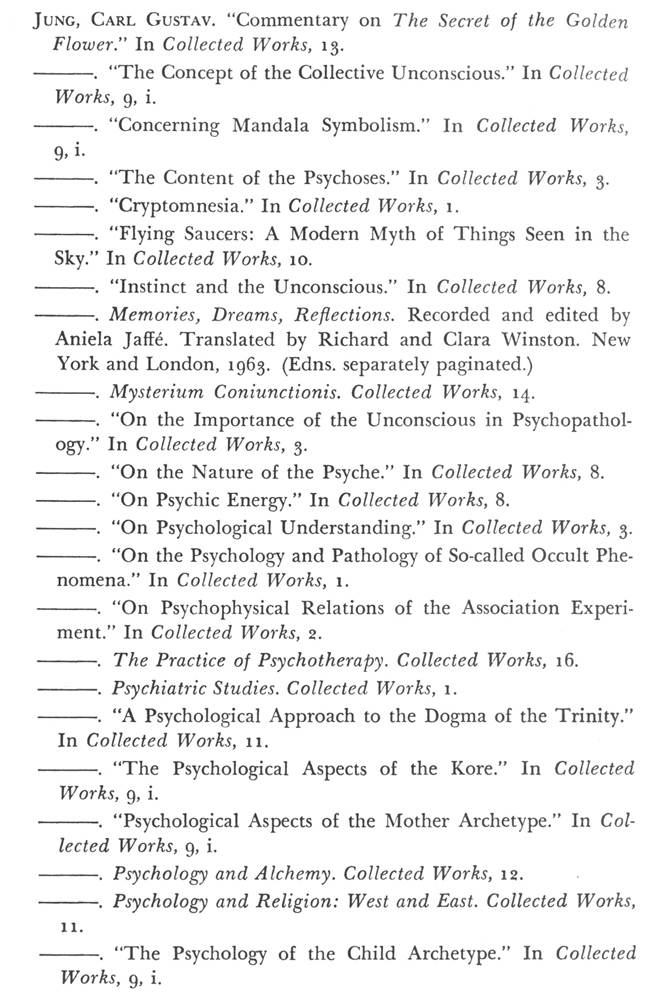 JUNG, CARL GUSTAV. “Commentary on The Secret of the Golden
Flower.” In Collected Works, 13.
———. “The Concept of the Collective Unconscious.” In Collected
Works, 9, i.
———. “Concerning Mandala Symbolism.” In Collected Works,
9, i.
———. “The Content of the Psychoses.” In Collected Works, 3.
———. “Cryptomnesia.” In Collected Works, 1.
———. “Flying Saucers: A Modern Myth of Things Seen in the
Sky.” In Collected Works, 10.
———. “Instinct and the Unconscious.” In Collected Works, 8.
———. Memories, Dreams, Reflections. Recorded and edited by
Aniela Jaffé. Translated by Richard and Clara Winston. New
York and London, 1963. (Edns. separately paginated.)
———. Mysterium Coniunctionis. Collected Works, 14.
———. “On the Importance of the Unconscious in Psychopathol-
ogy.” In Collected Works, 3.
———. “On the Nature of the Psyche.” In Collected Works, 8.
———. “On Psychic Energy.” In Collected Works, 8.
———. “On Psychological Understanding.” In Collected Works, 3.
———. “On the Psychology and Pathology of So-called Occult Phe-
nomena.” In Collected Works, 1.
———. “On Psychophysical Relations of the Association Experi-
ment.” In Collected Works, 2.
———. The Practice of Psychotherapy. Collected Works, 16.
———. Psychiatric Studies. Collected Works, 1.
———. “A Psychological Approach to the Dogma of the Trinity.”
In Collected Works, 11.
———. “The Psychological Aspects of the Kore.” In Collected
Works, 9, i.
———. “Psychological Aspects of the Mother Archetype.” In Col-
lected Works, 9, i.
———. Psychology and Alchemy. Collected Works, 12.
———. Psychology and Religion: West and East. Collected Works,
11.
———. “The Psychology of the Child Archetype.” In Collected
Works, 9, i.